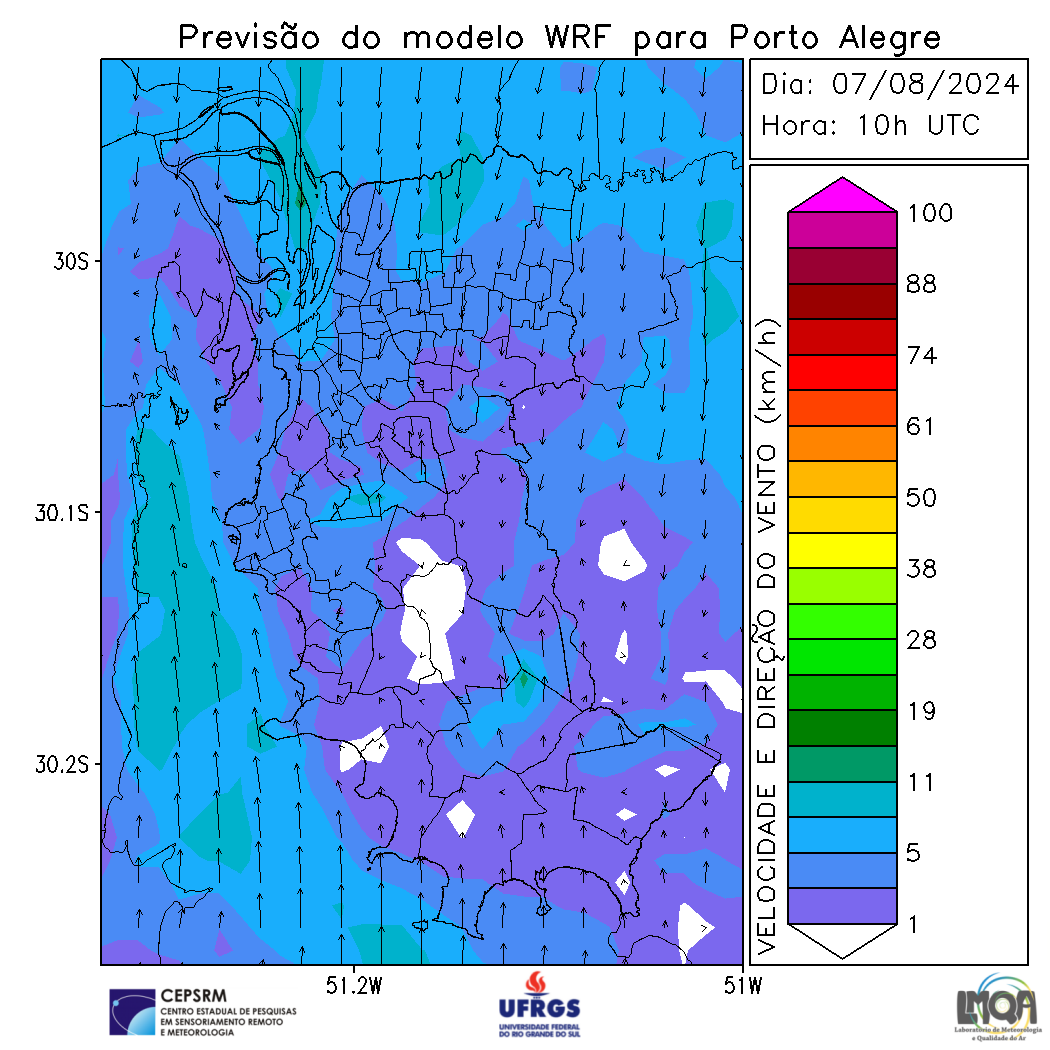 Previsão do modelo WRF para Porto Alegre
Dia: 07/08/2024
Hora: 10h UTC
30S
30.1S
30.2S
51.2W
51W
VELOCIDADE E DIREÇÃO DO VENTO (km/h)
100
88
74
61
50
38
28
19
11
5
1
CEPSRM
CENTRO ESTADUAL DE PESQUISAS
EM SENSORIAMENTO REMOTO
E METEOROLOGIA
UFRGS
UNIVERSIDADE FEDERAL
DO RIO GRANDE DO SUL
LMQA
Laboratório de Meteorologia
e Qualidade do Ar